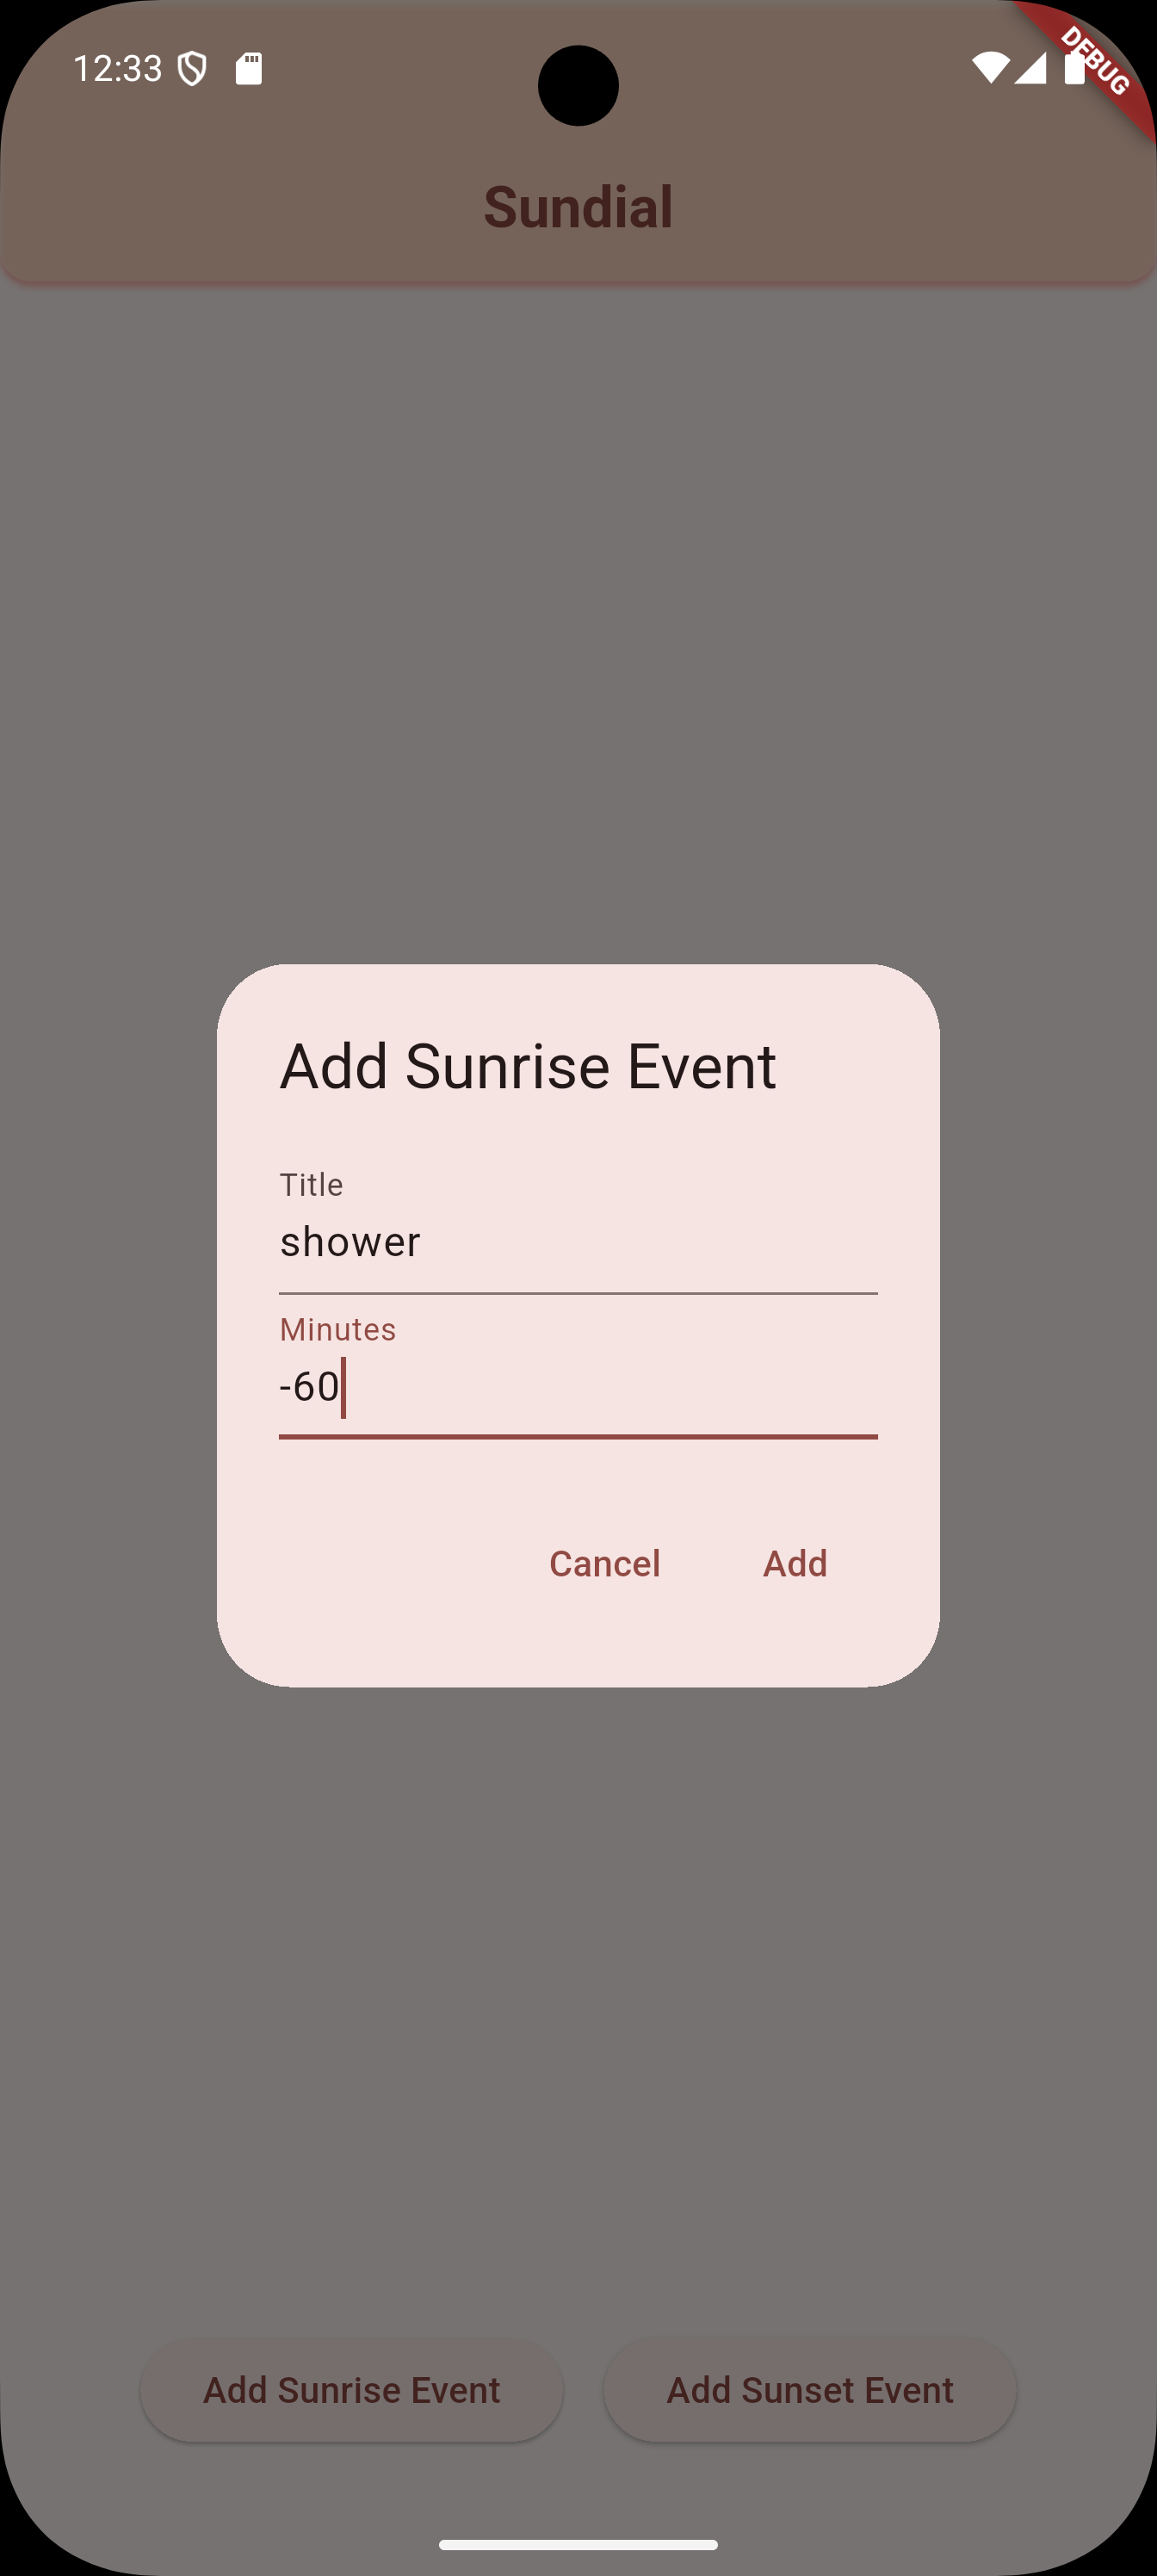 12:33
DEBUG
Sundial
Add Sunrise Event
Title
shower
Minutes
-60
Cancel Add
Add Sunrise Event Add Sunset Event